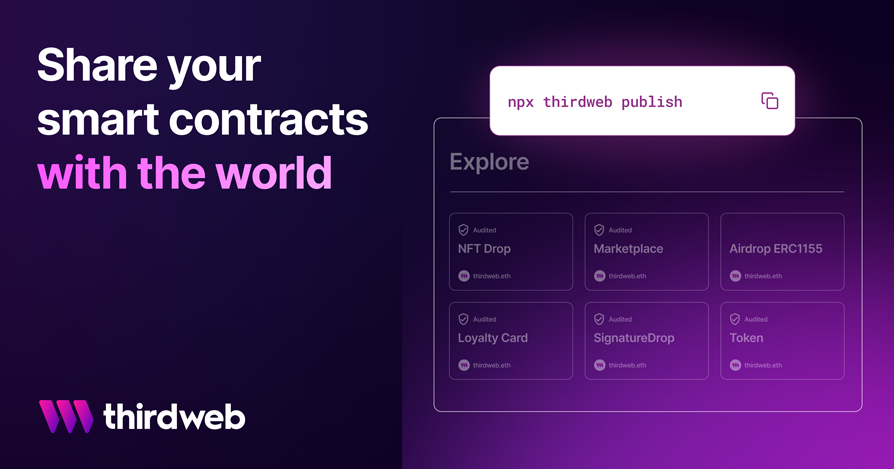 Share your
smart contracts
with the world
thirdweb
npx thirdweb publish
Explore
Audited
NFT Drop
thirdweb.eth
Audited
Marketplace
thirdweb.eth
Airdrop ERC1155
thirdweb.eth
Audited
Loyalty Card
thirdweb.eth
Audited
SignatureDrop
thirdweb.eth
Audited
Token
thirdweb.eth